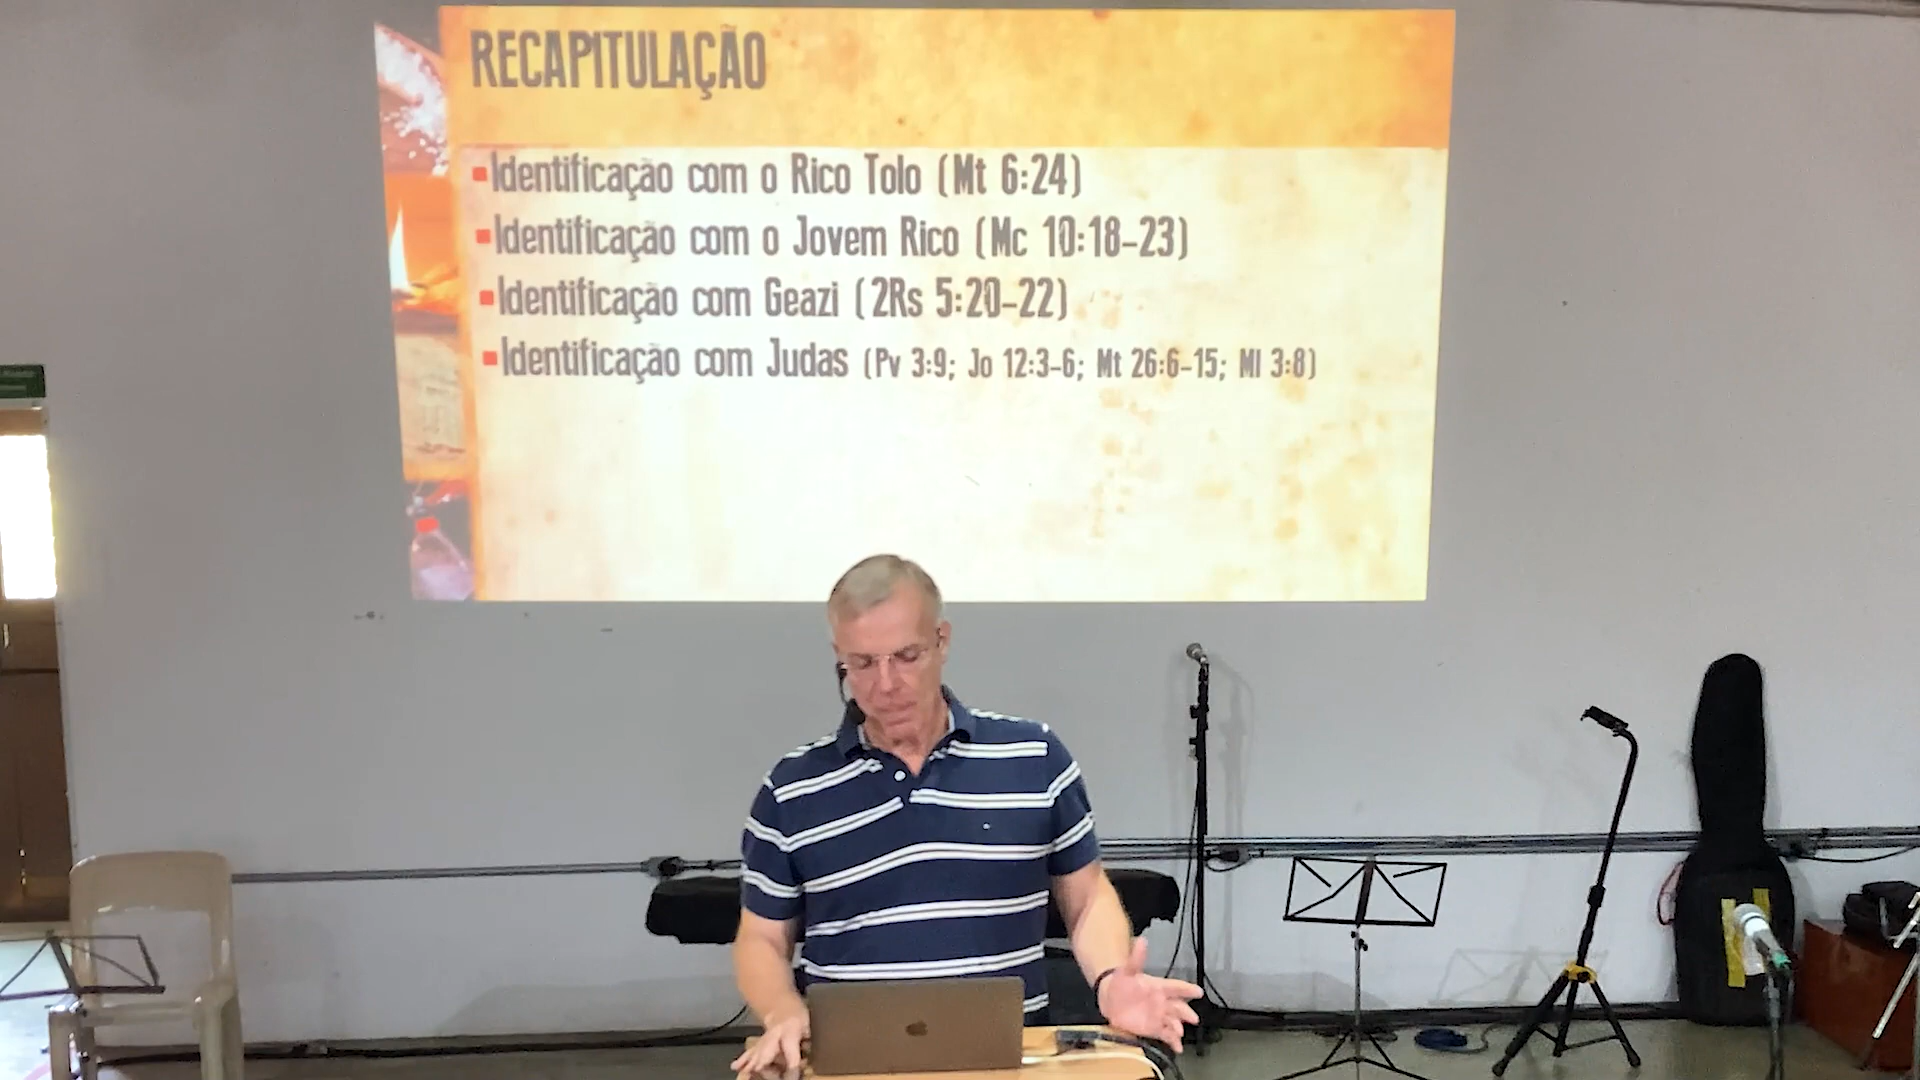 RECAPITULAÇÃO
▪Identificação com o Rico Tolo (Mt 6:24)
▪Identificação com o Jovem Rico (Mc 10:18-23)
▪Identificação com Geazi (2Rs 5:20-22)
▪Identificação com Judas (Pv 3:9; Jo 12:3-6; Mt 26:6-15; Ml 3:8)